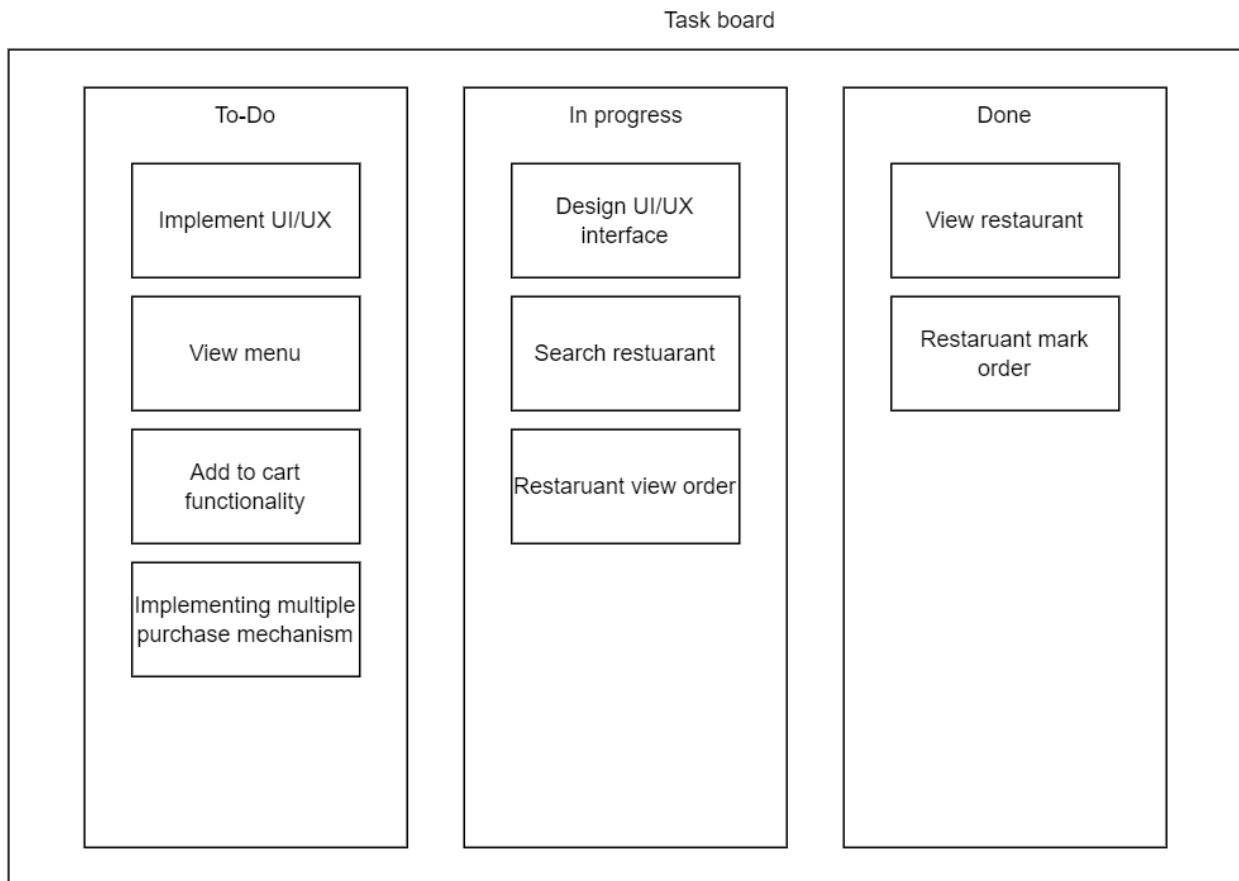 Task board
To-Do
Implement UI/UX
View menu
Add to cart
functionality
Implementing multiple
purchase mechanism
In progress
Design UI/UX
interface
Search restuarant
Restaruant view order
Done
View restaurant
Restaruant mark
order